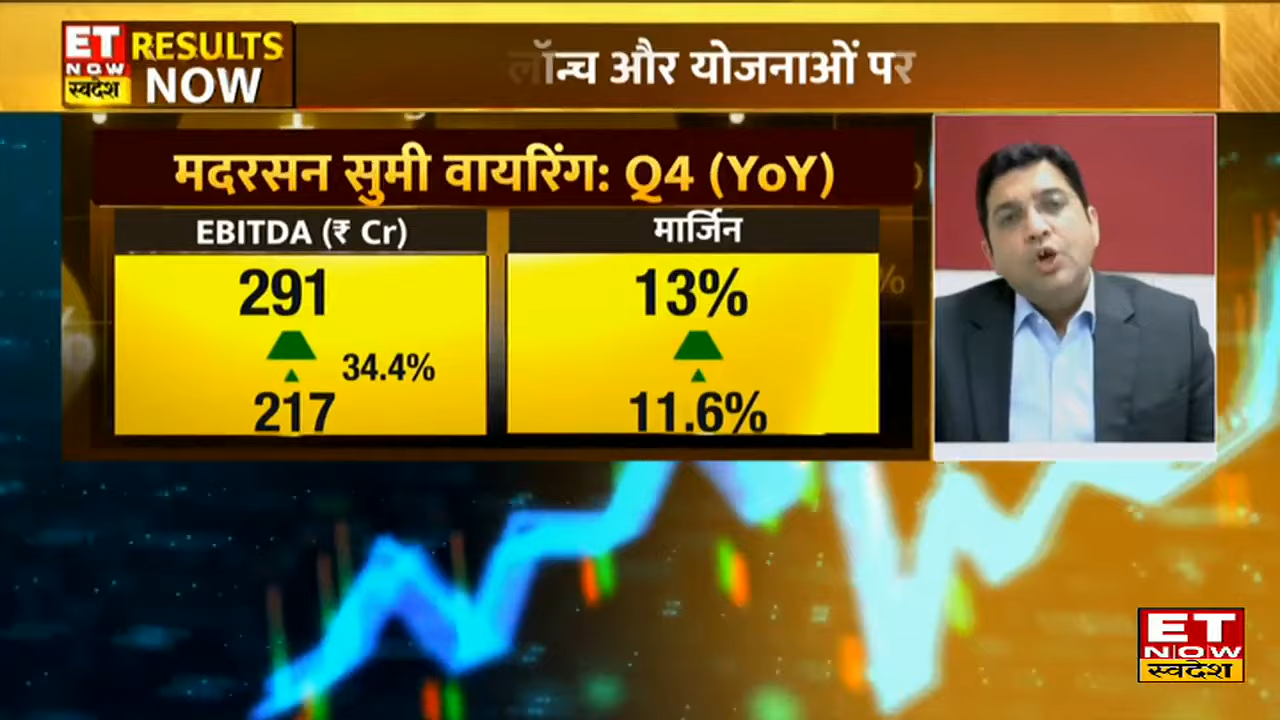 ET
NOW
स्वदेश
RESULTS
NOW
लॉन्च और योजनाओं पर
मदरसन सुमी वायरिंग: Q4 (YoY)
EBITDA (₹ Cr)
291
34.4%
217
मार्जिन
13%
11.6%
%
ET
NOW
स्वदेश